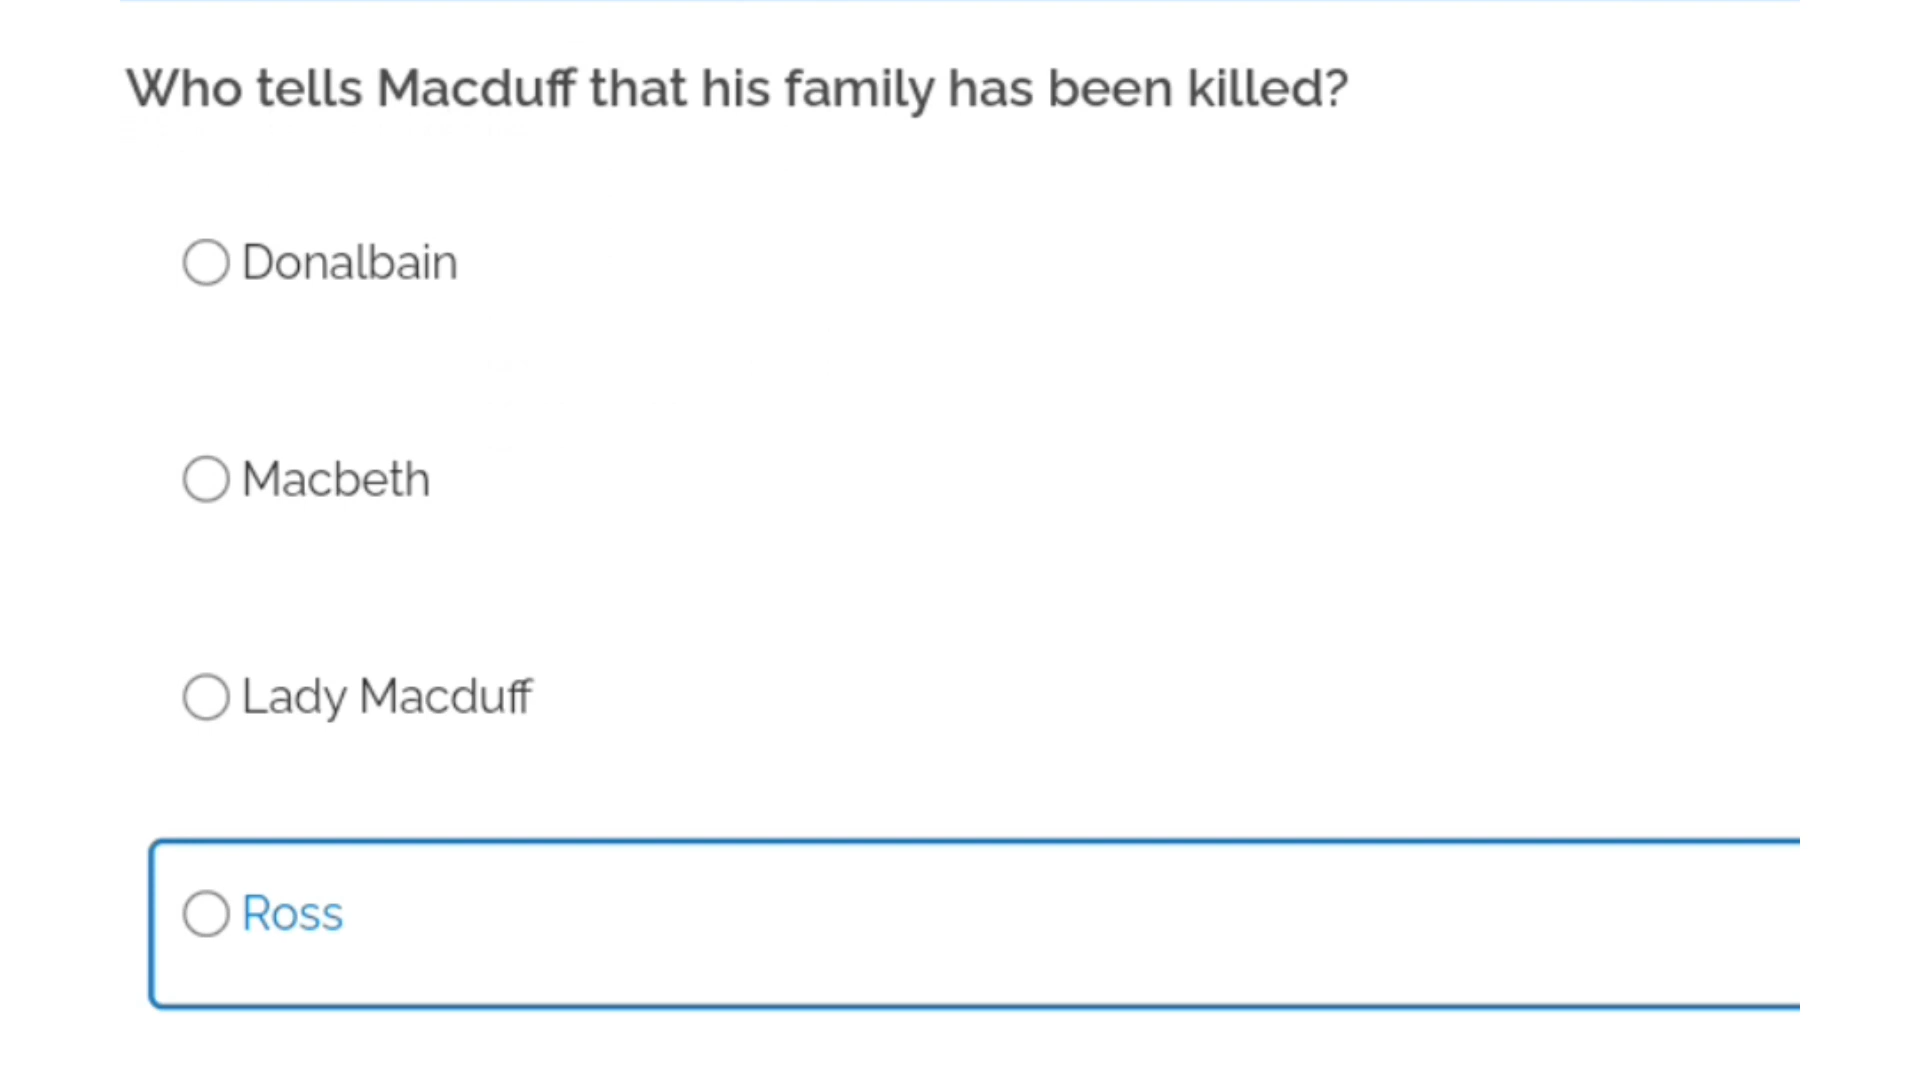 Who tells Macduff that his family has been killed?
Donalbain
Macbeth
Lady Macduff
Ross